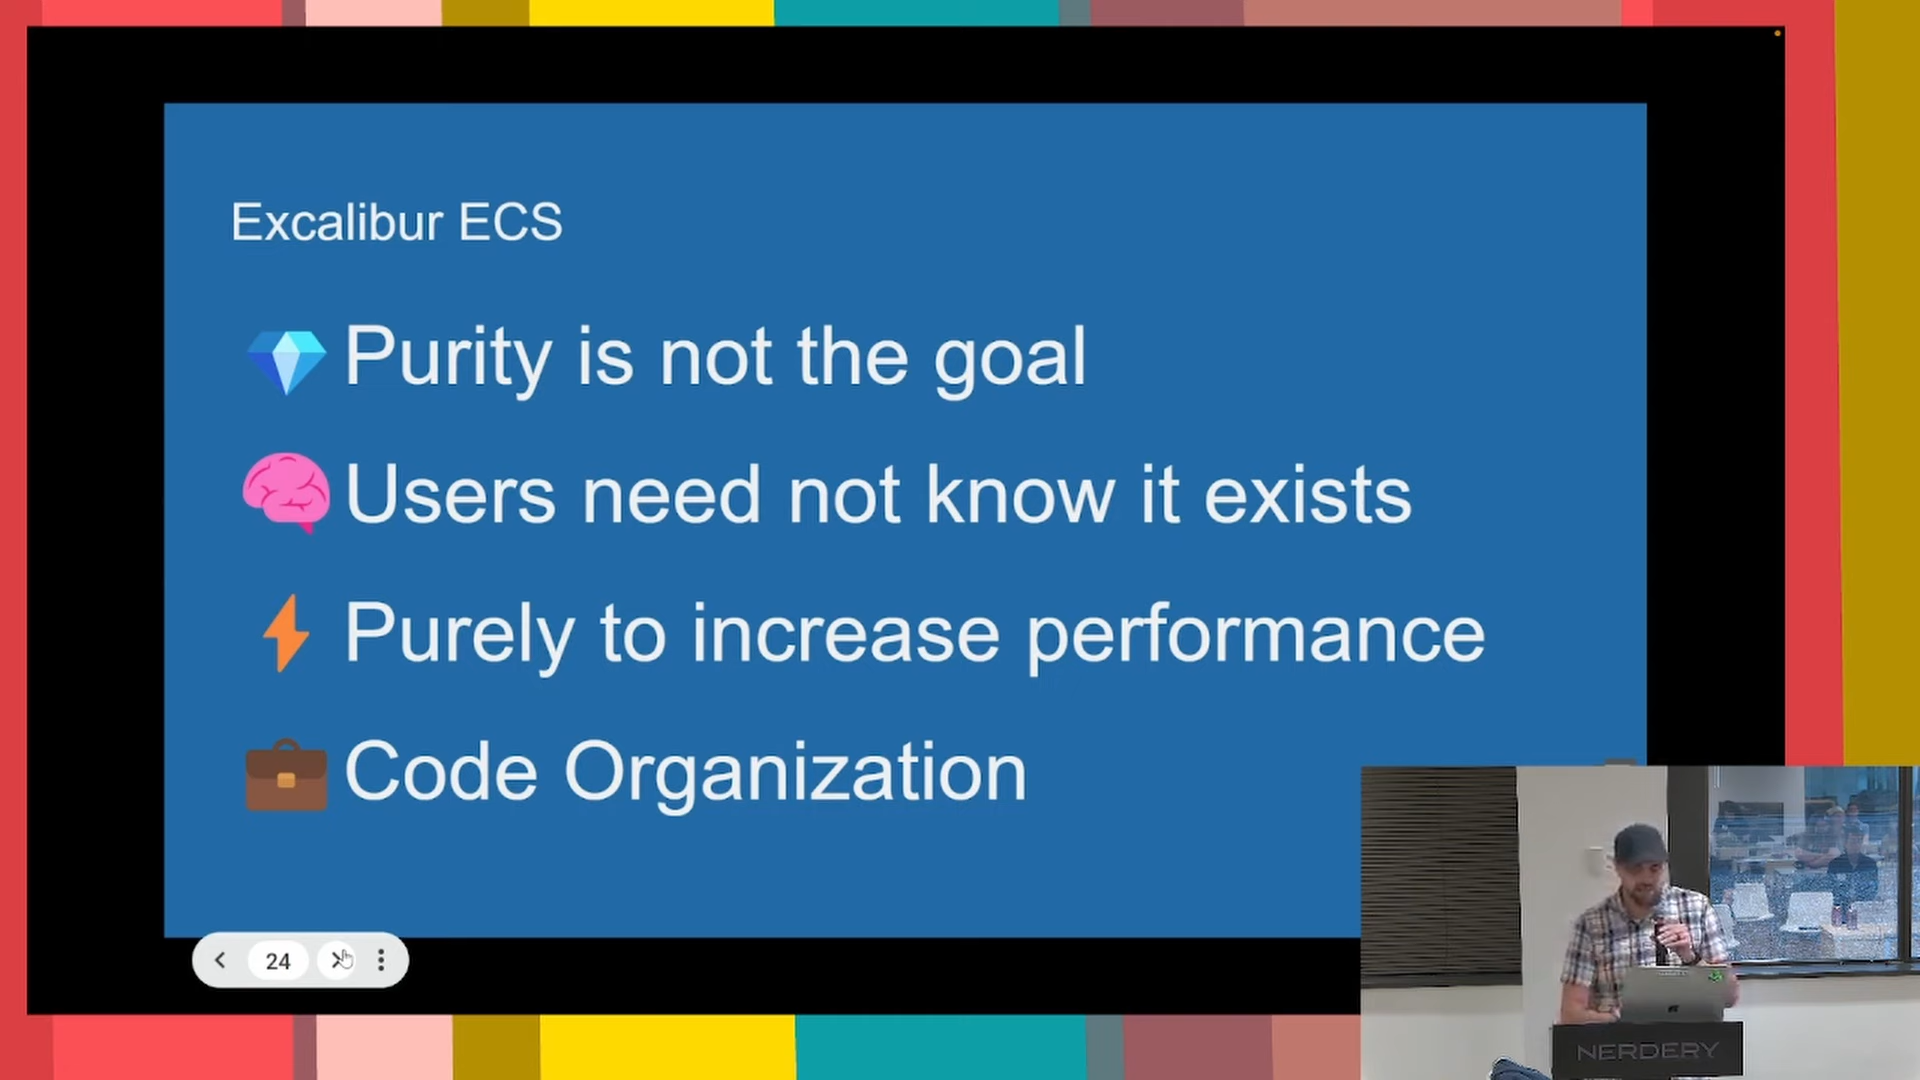 Excalibur ECS
Purity is not the goal
Users need not know it exists
Purely to increase performance
Code Organization
24
NERDERY